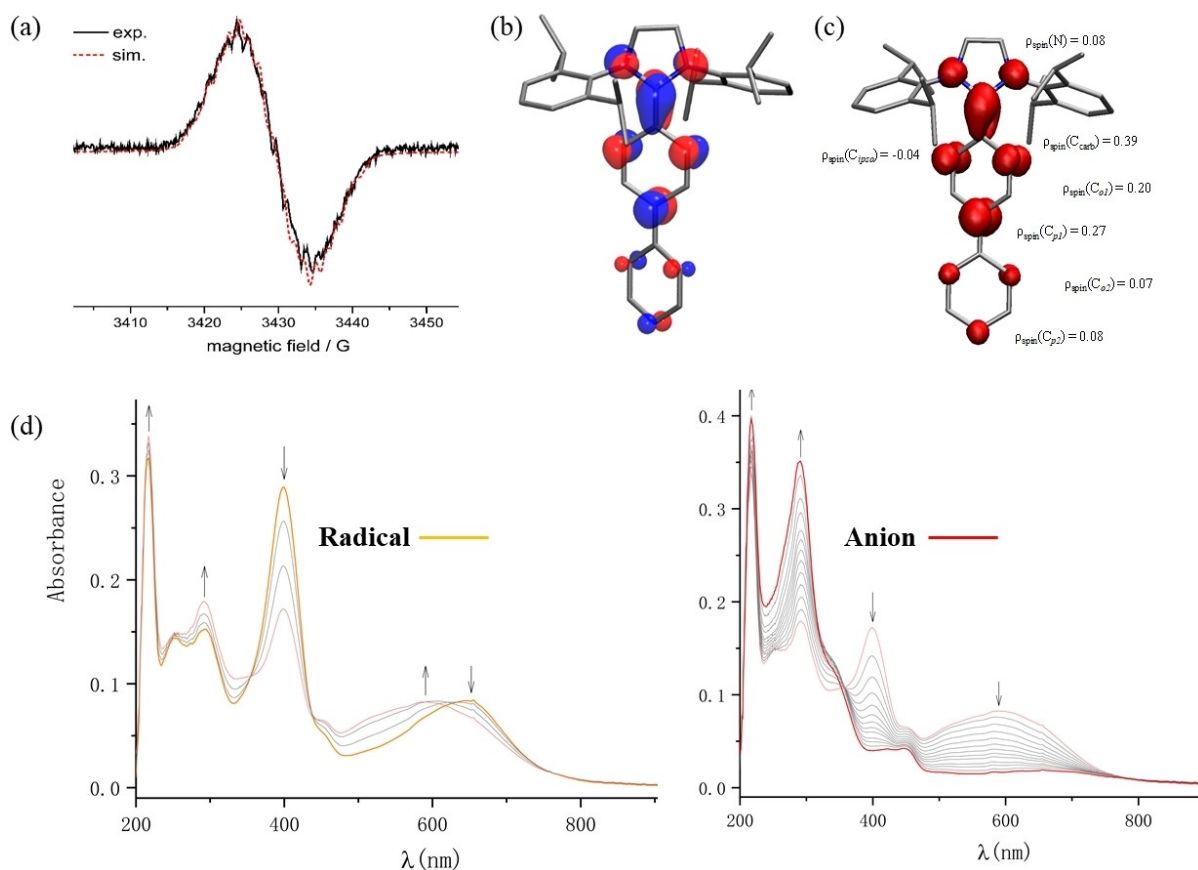 (a)
exp.
sim.
3410 3420 3430 3440 3450
magnetic field / G
(b)
(c)
ρspin(N) = 0.08
ρspin(Cipso) = -0.04
ρspin(Ccarb) = 0.39
ρspin(Co1) = 0.20
ρspin(Cp1) = 0.27
ρspin(Co2) = 0.07
ρspin(Cp2) = 0.08
(d)
Absorbance
0.3
0.2
0.1
0.0
Radical
200 400 600 800
λ(nm)
0.4
0.3
0.2
0.1
0.0
Anion
200 400 600 800
λ(nm)